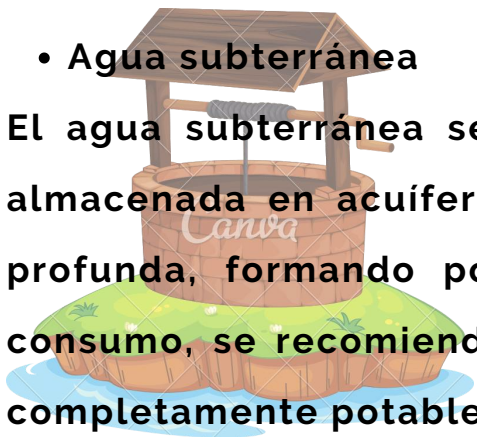 • Agua subterránea
El agua subterránea se
almacenada en acuífer
profunda, formando po
Canva
consumo, se recomiend
completamente potable